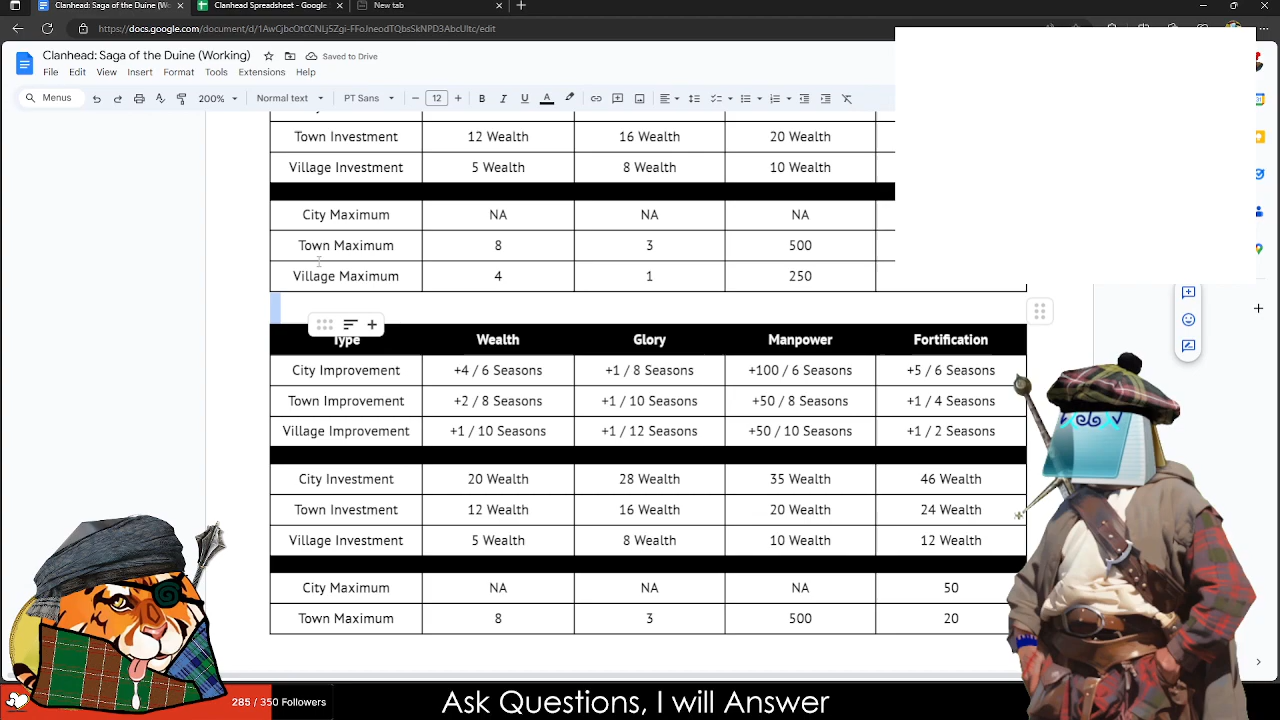 Clanhead: Saga of the Duine (W
Clanhead Spreadsheet - Google
New tab
https://docs.google.com/document/d/1AwCjbcOtCCNLj5Zgi-FFoJneodTQbsSkNPD3AbcUltc/edit
Clanhead: Saga of the Duine (Working)
Saved to Drive
File Edit View Insert Format Tools Extensions Help
Menus 200% Normal text PT Sans 12 B I U A
Town Investment 12 Wealth 16 Wealth 20 Wealth
Village Investment 5 Wealth 8 Wealth 10 Wealth
City Maximum NA NA NA
Town Maximum 8 3 500
Village Maximum 4 1 250
Type Wealth Glory Manpower Fortification
City Improvement +4 / 6 Seasons +1 / 8 Seasons +100 / 6 Seasons +5 / 6 Seasons
Town Improvement +2 / 8 Seasons +1 / 10 Seasons +50 / 8 Seasons +1 / 4 Seasons
Village Improvement +1 / 10 Seasons +1 / 12 Seasons +50 / 10 Seasons +1 / 2 Seasons
City Investment 20 Wealth 28 Wealth 35 Wealth 46 Wealth
Town Investment 12 Wealth 16 Wealth 20 Wealth 24 Wealth
Village Investment 5 Wealth 8 Wealth 10 Wealth 12 Wealth
City Maximum NA NA NA 50
Town Maximum 8 3 500 20
285 / 350 Followers
Ask Questions, I will Answer